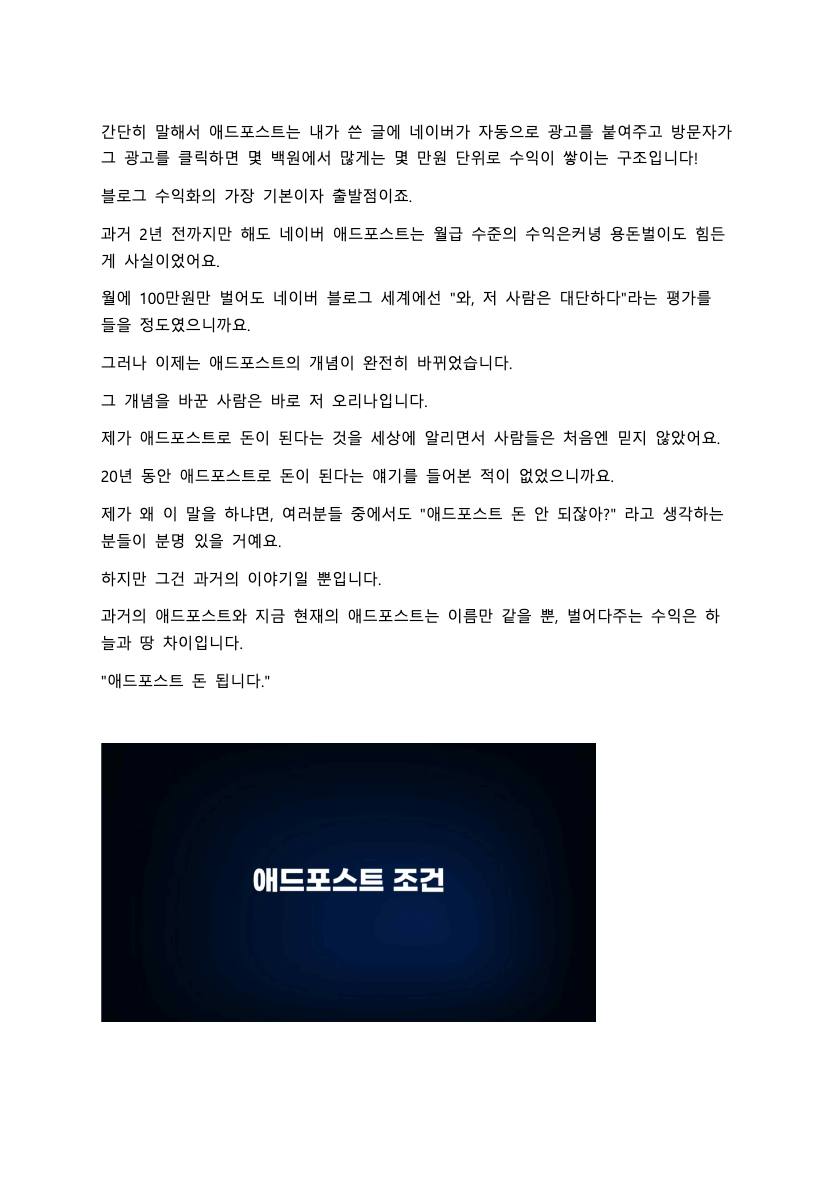 간단히 말해서 애드포스트는 내가 쓴 글에 네이버가 자동으로 광고를 붙여주고 방문자가
그 광고를 클릭하면 몇 백원에서 많게는 몇 만원 단위로 수익이 쌓이는 구조입니다!
블로그 수익화의 가장 기본이자 출발점이죠.
과거 2년 전까지만 해도 네이버 애드포스트는 월급 수준의 수익은커녕 용돈벌이도 힘든
게 사실이었어요.
월에 100만원만 벌어도 네이버 블로그 세계에선 "와, 저 사람은 대단하다"라는 평가를
들을 정도였으니까요.
그러나 이제는 애드포스트의 개념이 완전히 바뀌었습니다.
그 개념을 바꾼 사람은 바로 저 오리나입니다.
제가 애드포스트로 돈이 된다는 것을 세상에 알리면서 사람들은 처음엔 믿지 않았어요.
20년 동안 애드포스트로 돈이 된다는 얘기를 들어본 적이 없었으니까요.
제가 왜 이 말을 하냐면, 여러분들 중에서도 "애드포스트 돈 안 되잖아?" 라고 생각하는
분들이 분명 있을 거예요.
하지만 그건 과거의 이야기일 뿐입니다.
과거의 애드포스트와 지금 현재의 애드포스트는 이름만 같을 뿐, 벌어다주는 수익은 하
늘과 땅 차이입니다.
"애드포스트 돈 됩니다."
애드포스트 조건